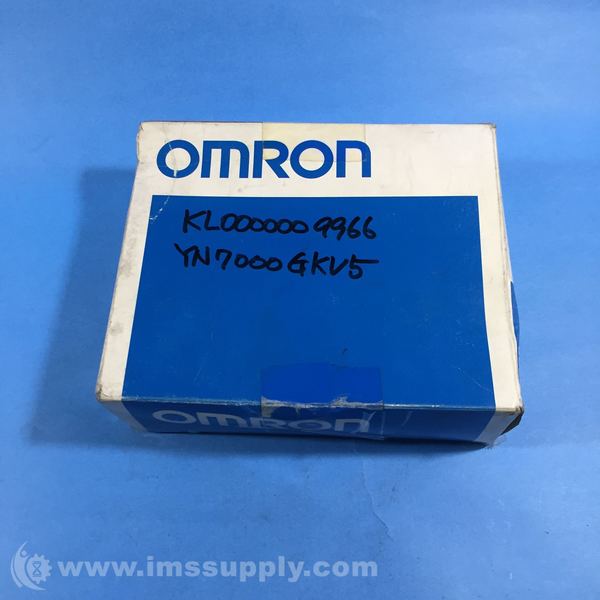 OMRON
KL0000009966
YN7000GKV5
OMRON
www.imssupply.com